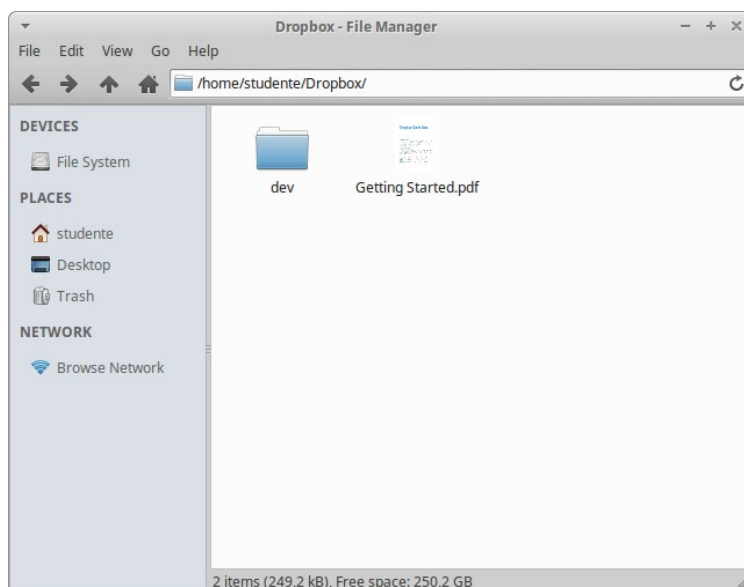 Dropbox - File Manager
File Edit View Go Help
/home/studente/Dropbox/
DEVICES
File System
PLACES
studente
Desktop
Trash
NETWORK
Browse Network
dev
Getting Started.pdf
2 items (249.2 kB), Free space: 250.2 GB